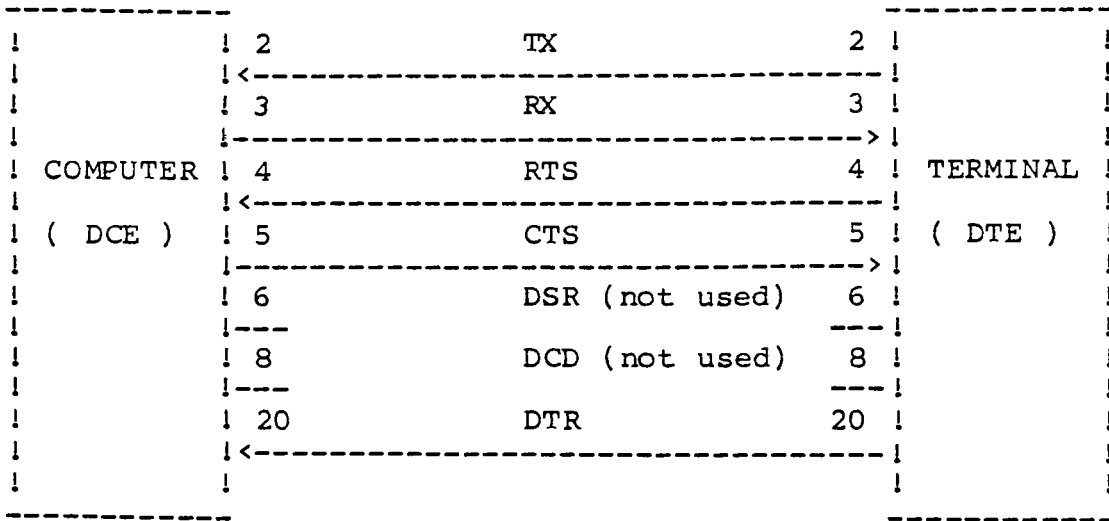 2 TX 2
3 RX 3
COMPUTER 4 RTS 4 TERMINAL
( DCE ) 5 CTS 5 ( DTE )
6 DSR (not used) 6
8 DCD (not used) 8
20 DTR 20